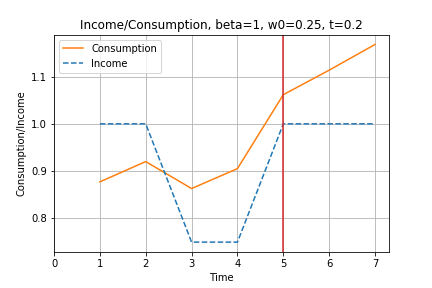 Income/Consumption, beta=1, w0=0.25, t=0.2
Consumption
Income
Consumption/Income
1.1
1.0
0.9
0.8
0 1 2 3 4 5 6 7
Time